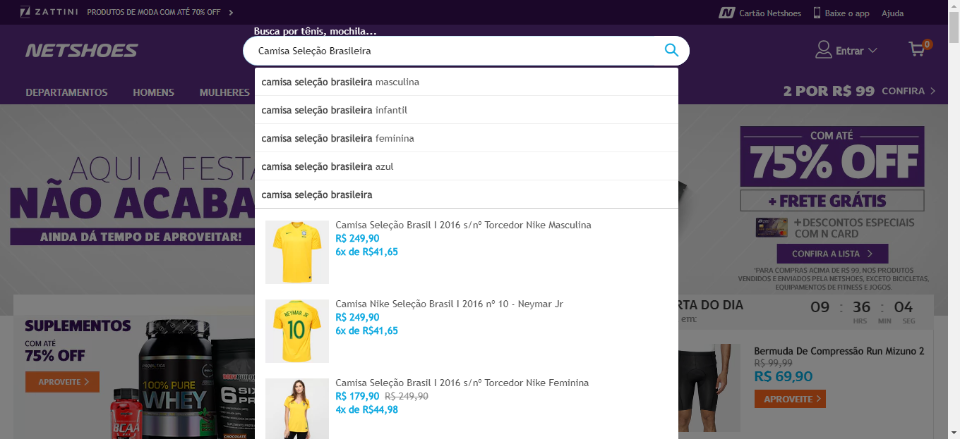 ZATTINI PRODUTOS DE MODA COM ATÉ 70% OFF
Cartão Netshoes Baixe o app Ajuda
Busca por tênis, mochila...
NETSHOES
Camisa Seleção Brasileira
Entrar
0
camisa seleção brasileira masculina
DEPARTAMENTOS HOMENS MULHERES
2 POR R$ 99 CONFIRA
camisa seleção brasileira infantil
camisa seleção brasileira feminina
camisa seleção brasileira azul
camisa seleção brasileira
AQUI A FESTA
NÃO ACABA
AINDA DÁ TEMPO DE APROVEITAR!
COM ATÉ
75% OFF
+ FRETE GRÁTIS
+DESCONTOS ESPECIAIS
COM N CARD
CONFIRA A LISTA
*PARA COMPRAS ACIMA DE R$ 99, NOS PRODUTOS
VENDIDOS E ENVIADOS PELA NETSHOES, EXCETO BICICLETAS,
EQUIPAMENTOS DE FITNESS E JOGOS.
Camisa Seleção Brasil I 2016 s/nº Torcedor Nike Masculina
R$ 249,90
6x de R$41,65
Camisa Nike Seleção Brasil I 2016 nº 10 - Neymar Jr
R$ 249,90
6x de R$41,65
NEYMAR JR
10
Camisa Seleção Brasil I 2016 s/nº Torcedor Nike Feminina
R$ 179,90 R$ 249,90
4x de R$44,98
SUPLEMENTOS
COM ATÉ
75% OFF
APROVEITE
100% PURE
WHEY
BCAA
6 SIX
CHOCOLATE
RTA DO DIA
em:
09 : 36 : 04
HRS MIN SEG
Bermuda De Compressão Run Mizuno 2
R$ 99,99
R$ 69,90
APROVEITE